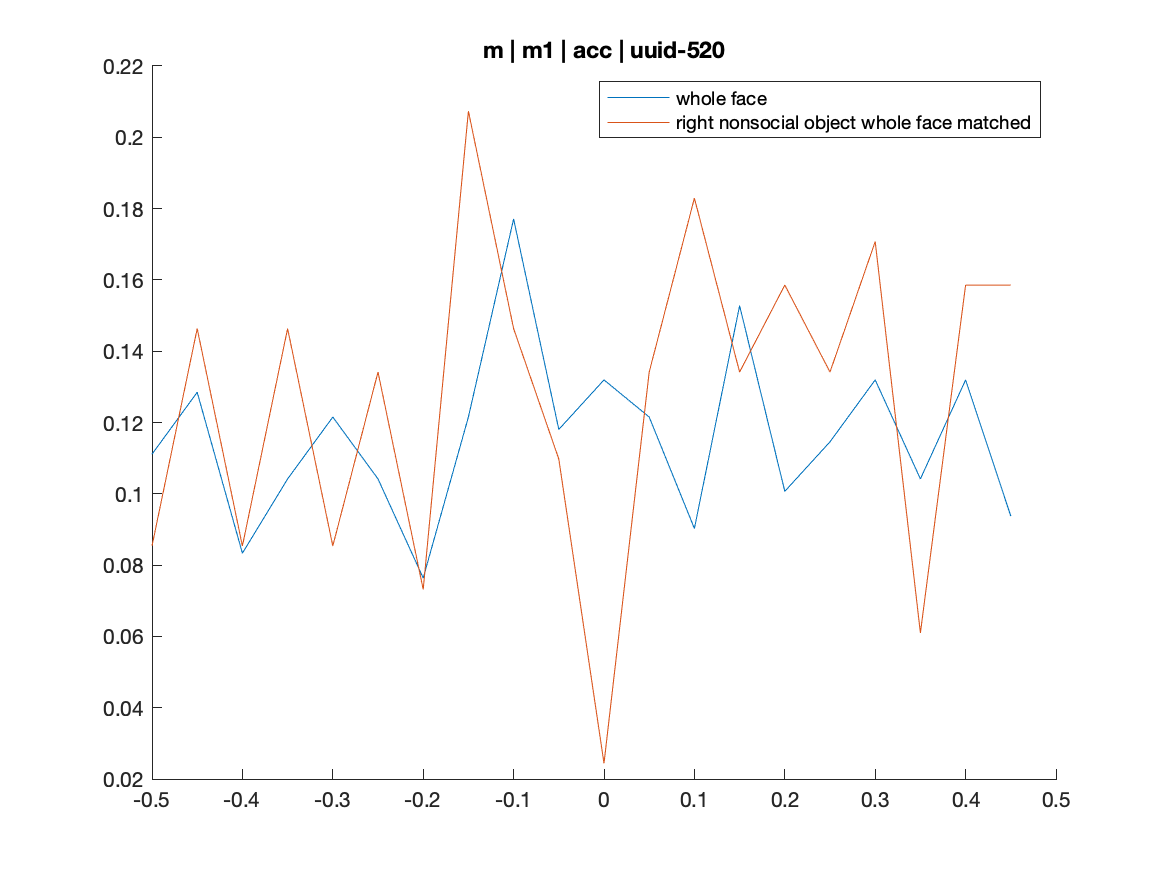 m | m1 | acc | uuid-520
whole face
right nonsocial object whole face matched
0.22
0.2
0.18
0.16
0.14
0.12
0.1
0.08
0.06
0.04
0.02
-0.5 -0.4 -0.3 -0.2 -0.1 0 0.1 0.2 0.3 0.4 0.5